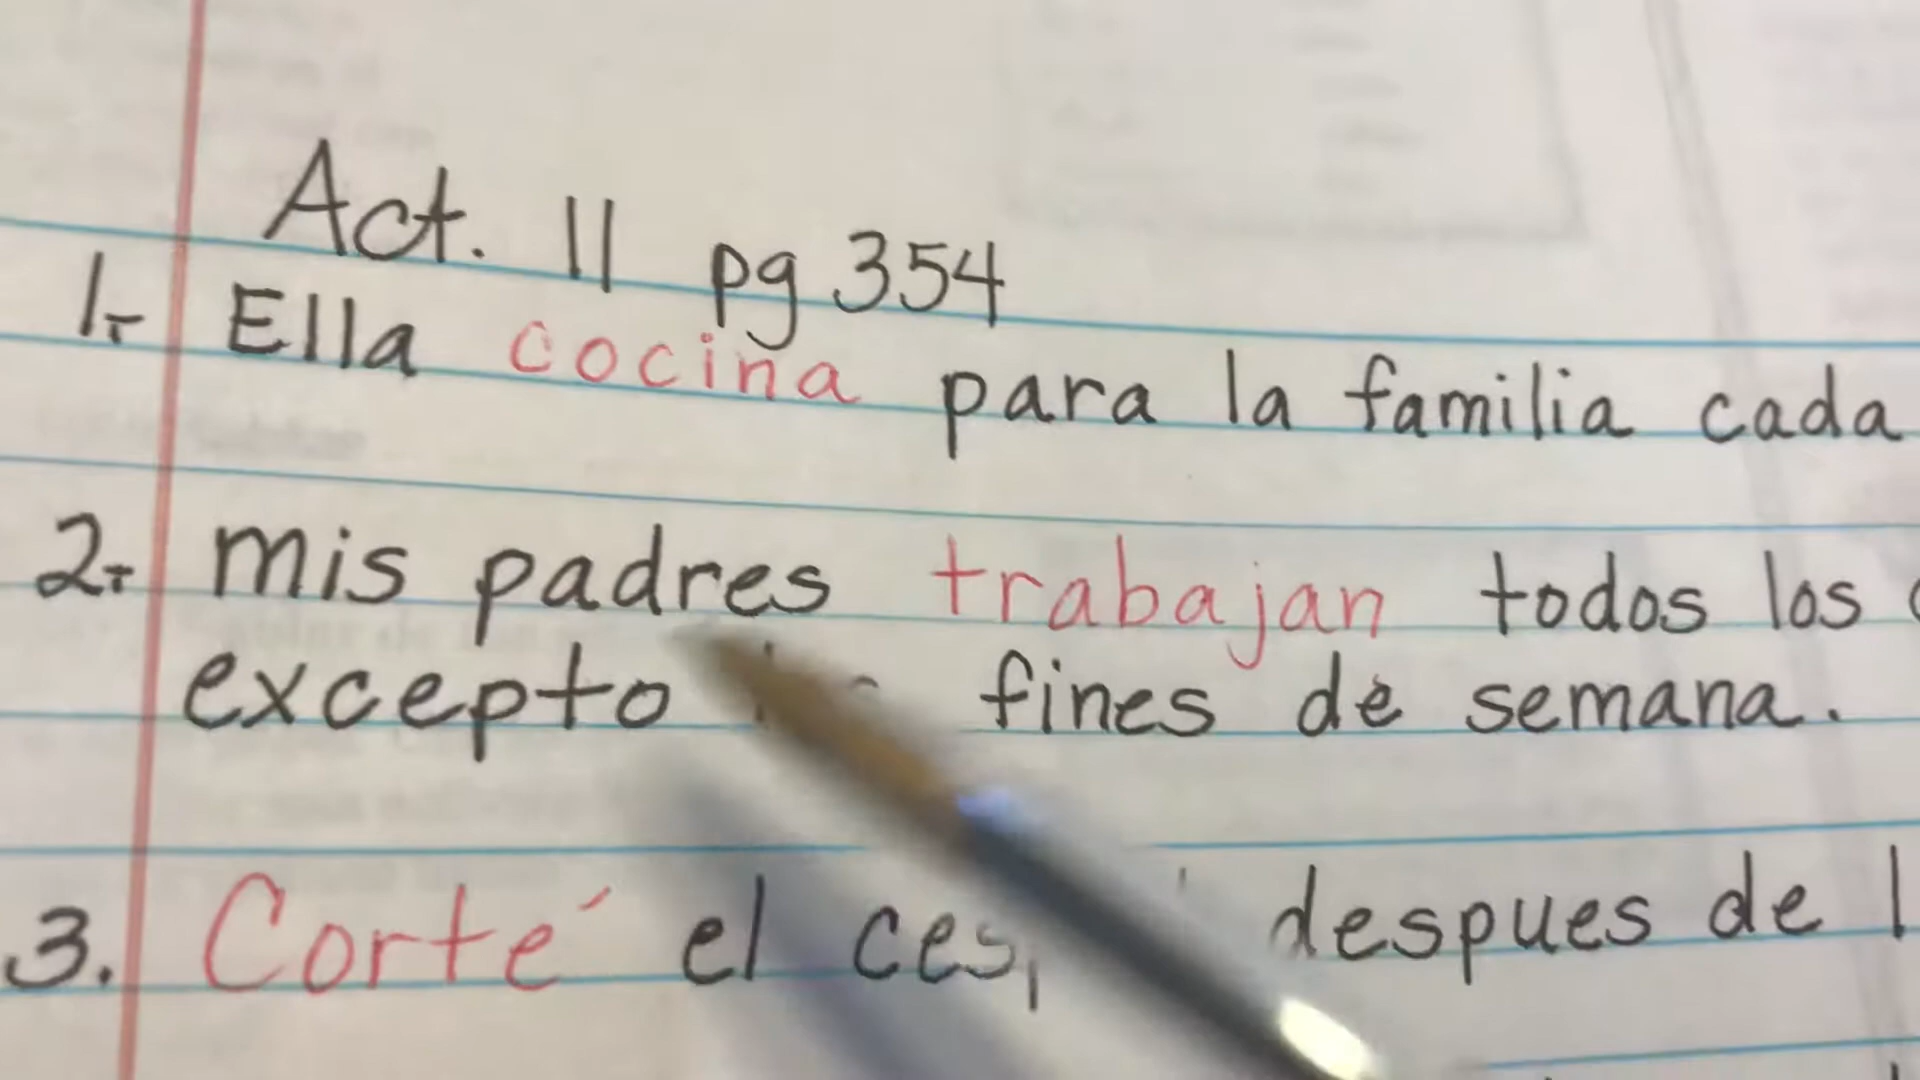 Act. 11 pg 354
1.- Ella cocina para la familia cada
2.- mis padres trabajan todos los
excepto fines de semana.
3. Corté el despues de